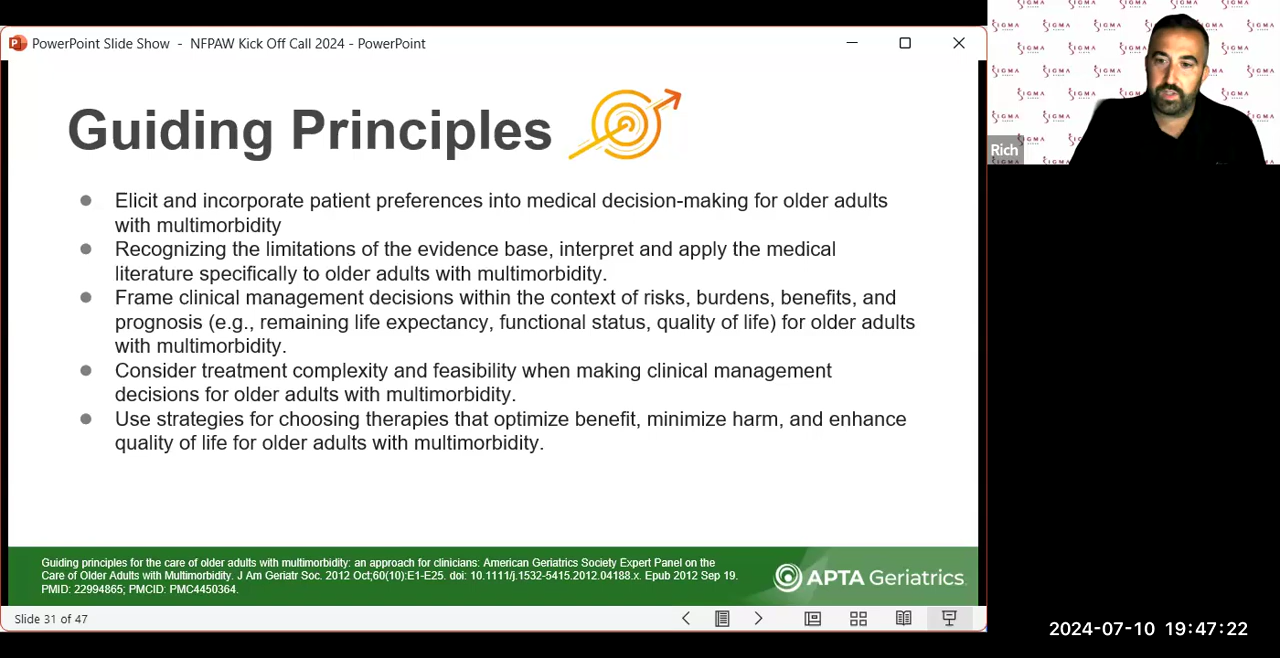 PowerPoint Slide Show - NFPAW Kick Off Call 2024 - PowerPoint
Guiding Principles
Elicit and incorporate patient preferences into medical decision-making for older adults
with multimorbidity
Recognizing the limitations of the evidence base, interpret and apply the medical
literature specifically to older adults with multimorbidity.
Frame clinical management decisions within the context of risks, burdens, benefits, and
prognosis (e.g., remaining life expectancy, functional status, quality of life) for older adults
with multimorbidity.
Consider treatment complexity and feasibility when making clinical management
decisions for older adults with multimorbidity.
Use strategies for choosing therapies that optimize benefit, minimize harm, and enhance
quality of life for older adults with multimorbidity.
Guiding principles for the care of older adults with multimorbidity: an approach for clinicians: American Geriatrics Society Expert Panel on the
Care of Older Adults with Multimorbidity. J Am Geriatr Soc. 2012 Oct;60(10):E1-E25. doi: 10.1111/j.1532-5415.2012.04188.x. Epub 2012 Sep 19.
PMID: 22994865; PMCID: PMC4450364.
APTA Geriatrics
Slide 31 of 47
SIGMA
Rich
2024-07-10 19:47:22